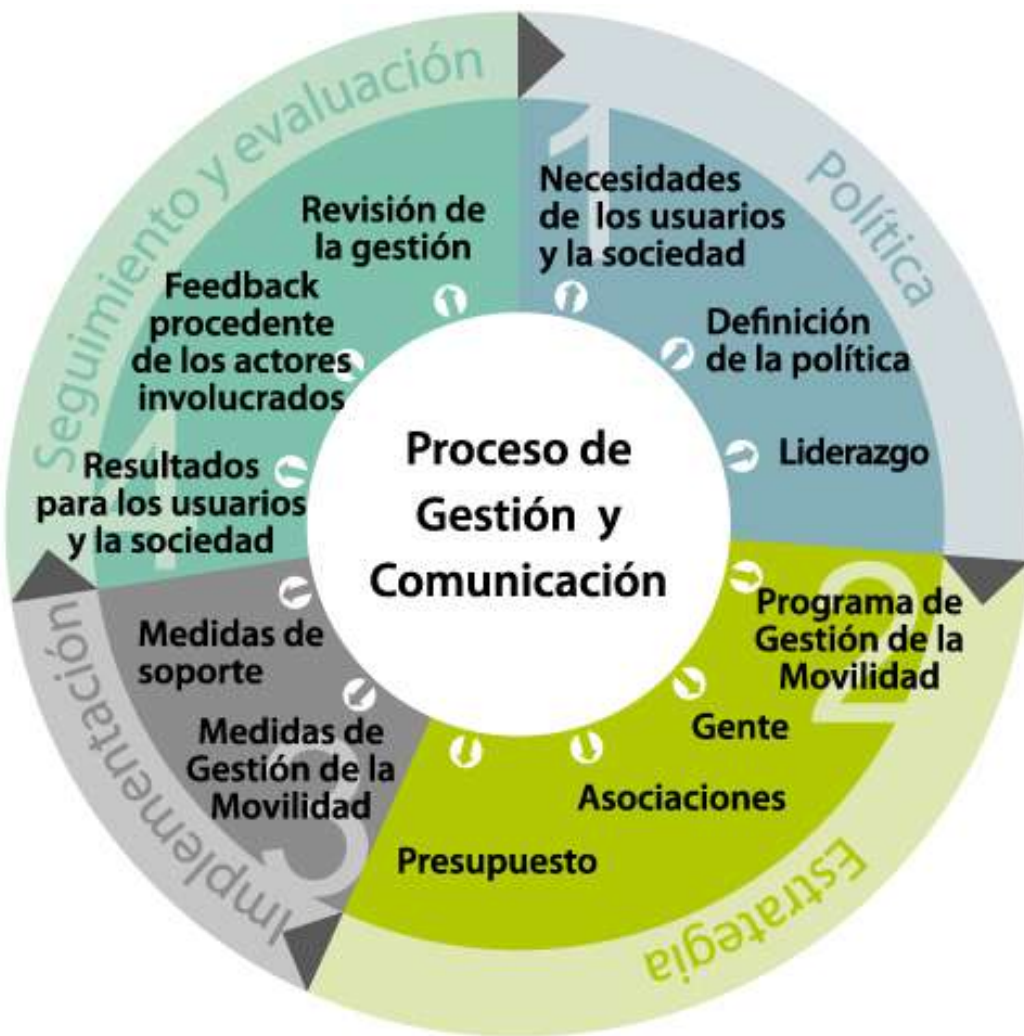 Proceso de
Gestión y
Comunicación
1
Política
Necesidades
de los usuarios
y la sociedad
Definición
de la política
Liderazgo
2
Estrategia
Programa de
Gestión de la
Movilidad
Gente
Asociaciones
Presupuesto
3
Implementación
Medidas de
Gestión de la
Movilidad
Medidas de
soporte
4
Seguimiento y evaluación
Resultados
para los usuarios
y la sociedad
Feedback
procedente
de los actores
involucrados
Revisión de
la gestión